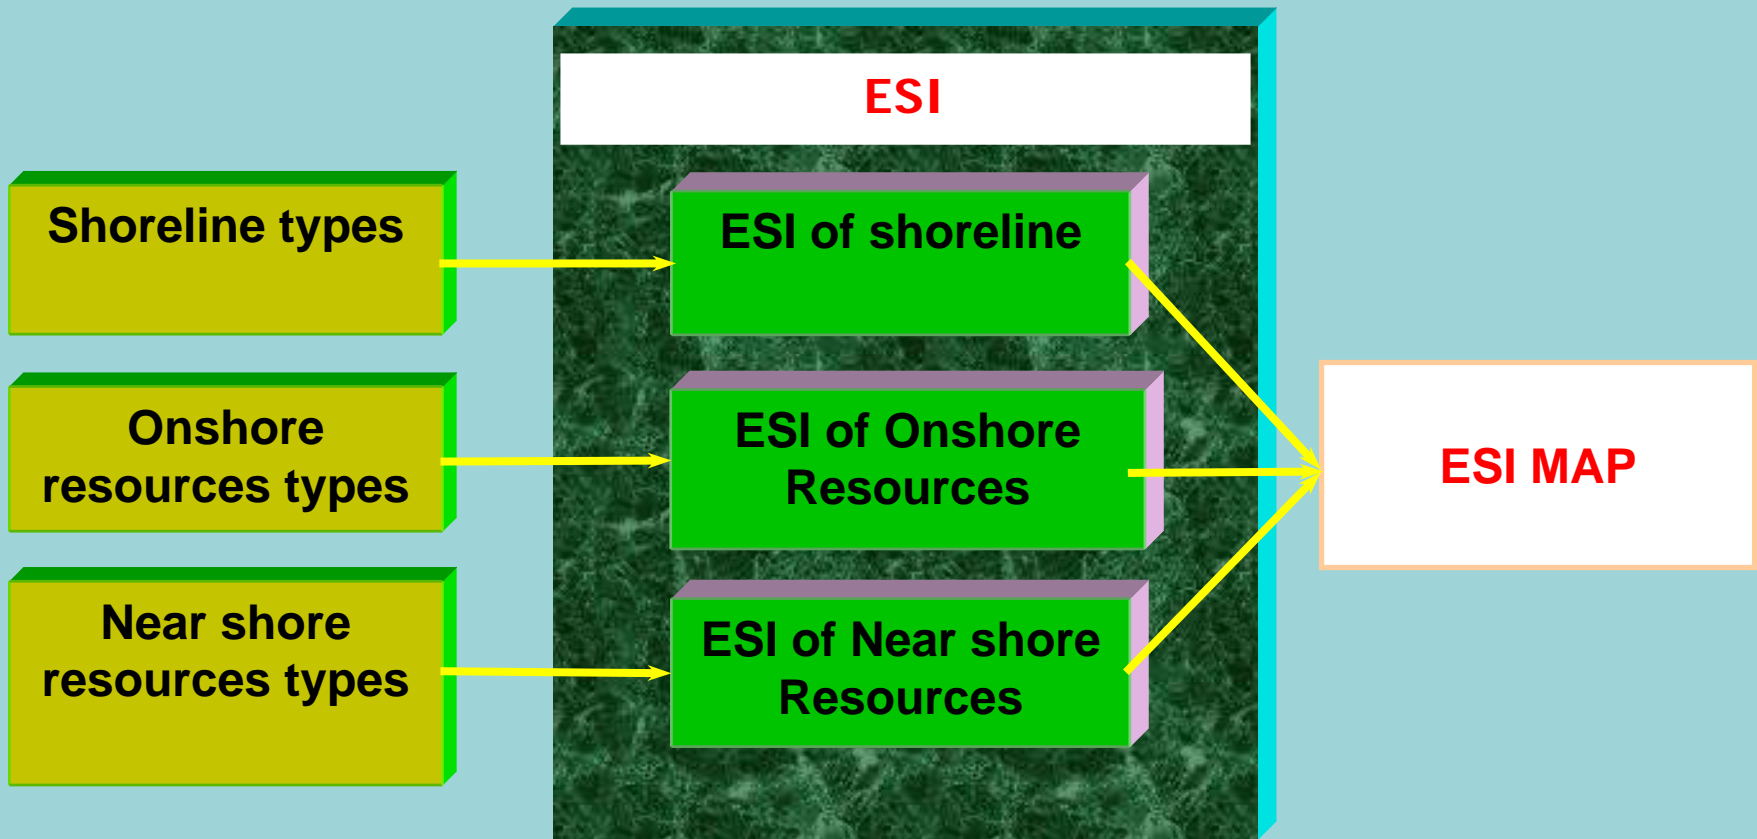 ESI
Shoreline types
ESI of shoreline
Onshore
resources types
ESI of Onshore
Resources
ESI MAP
Near shore
resources types
ESI of Near shore
Resources